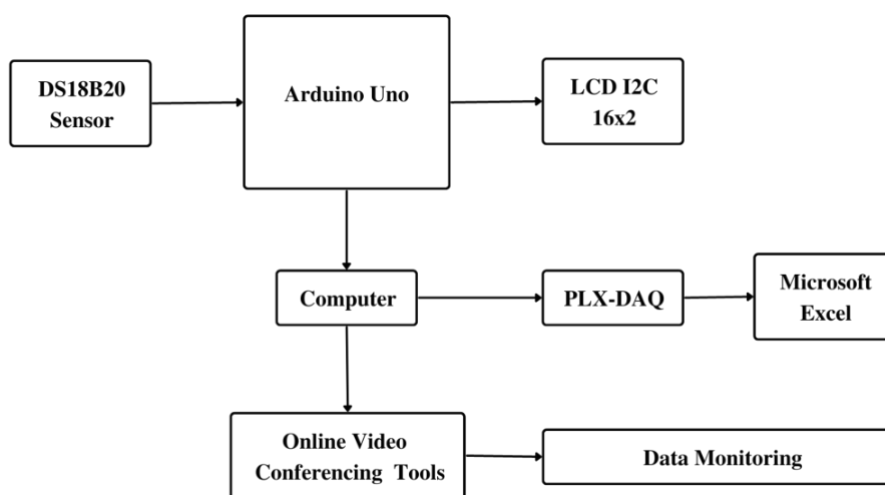 DS18B20
Sensor
Arduino Uno
LCD I2C
16x2
Computer
PLX-DAQ
Microsoft
Excel
Online Video
Conferencing Tools
Data Monitoring